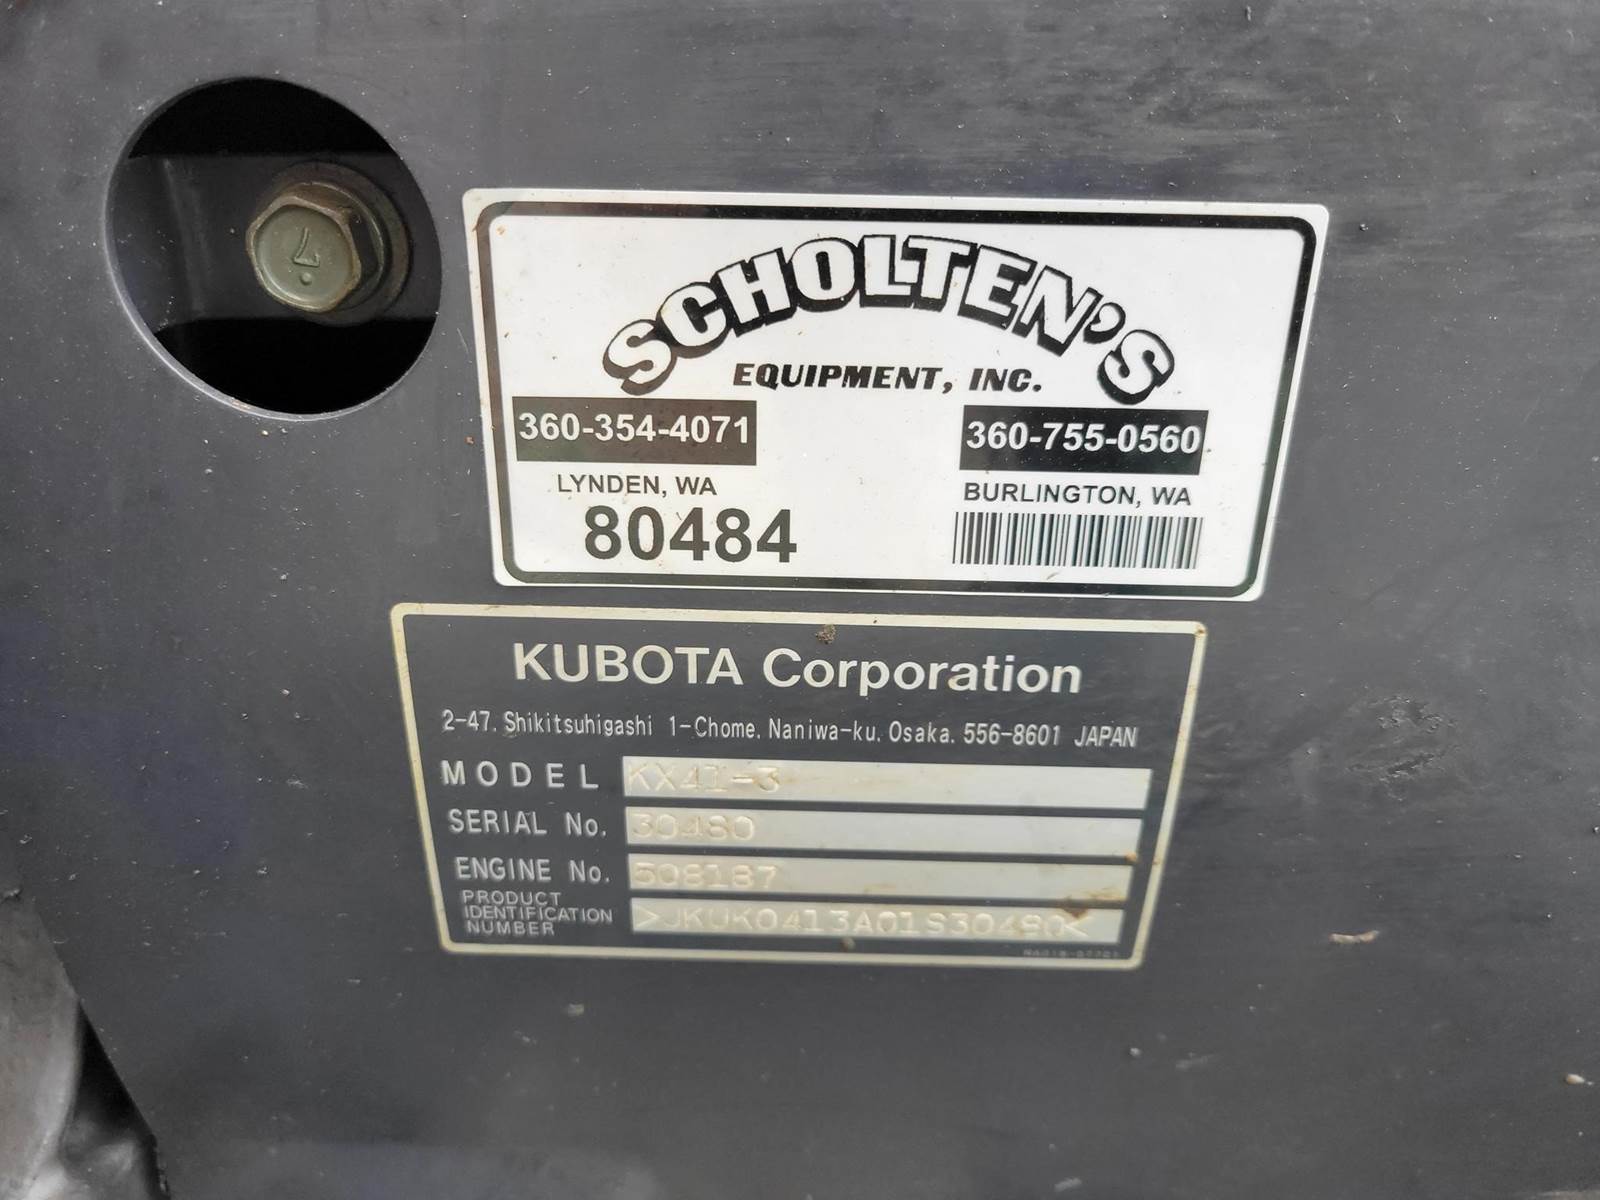 7
SCHOLTEN'S
EQUIPMENT, INC.
360-354-4071
360-755-0560
LYNDEN, WA
BURLINGTON, WA
80484
KUBOTA Corporation
2-47, Shikitsuhigashi 1-Chome, Naniwa-ku, Osaka, 556-8601 JAPAN
MODEL KX41-3
SERIAL No. 30480
ENGINE No. 508187
PRODUCT
IDENTIFICATION
NUMBER
>JKUK0413A01S30480<